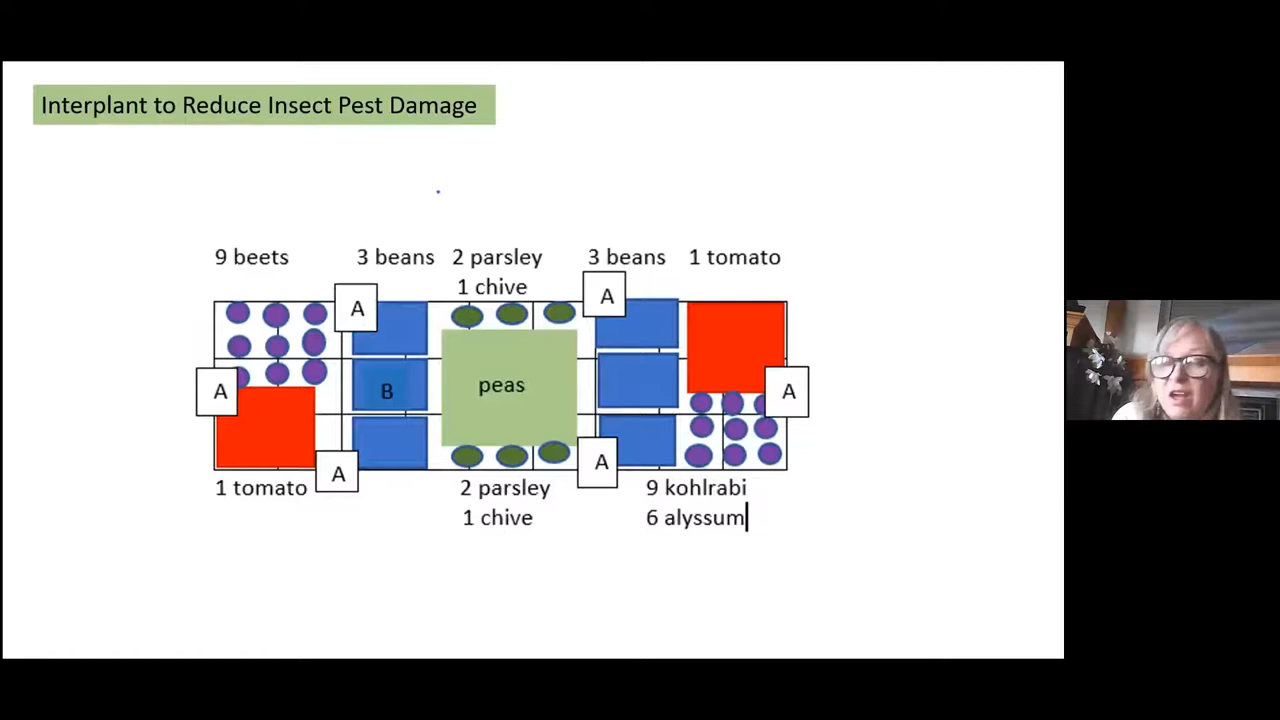 Interplant to Reduce Insect Pest Damage
9 beets 3 beans 2 parsley 3 beans 1 tomato
1 chive
A A
A B peas A
A A
1 tomato 2 parsley 9 kohlrabi
1 chive 6 alyssum